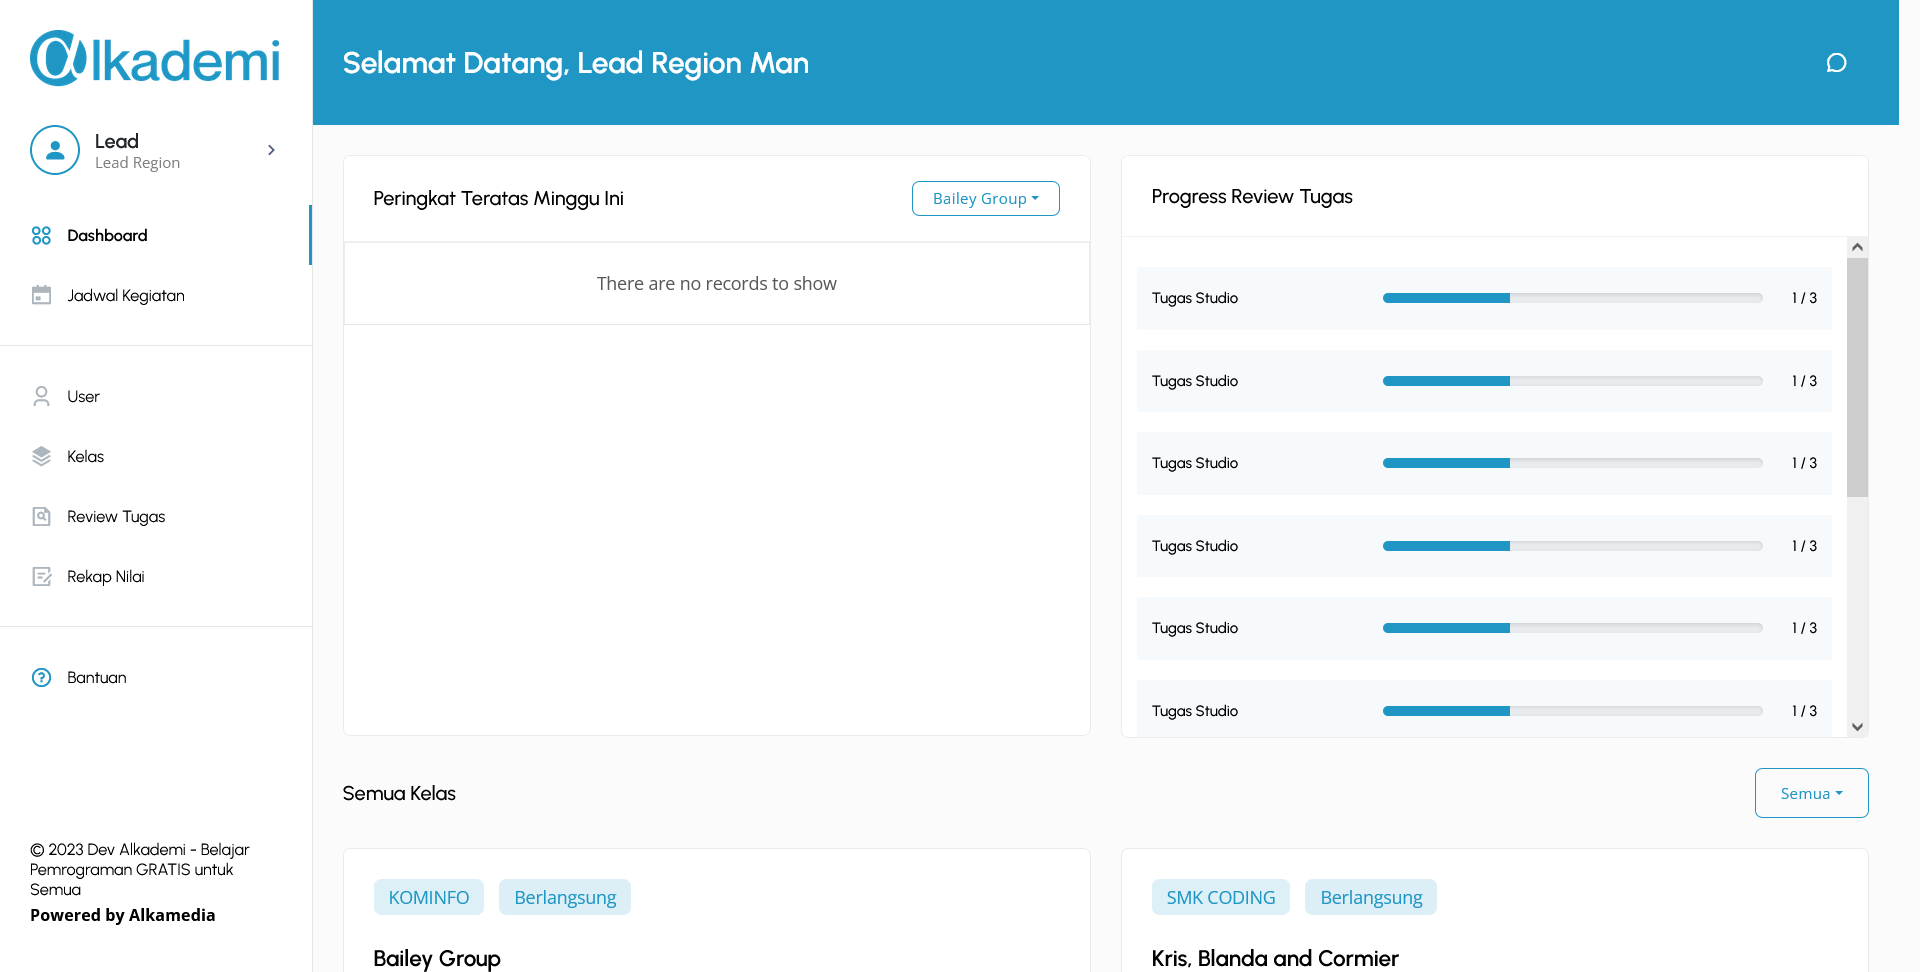 @lkademi
Lead
Lead Region
Dashboard
Jadwal Kegiatan
User
Kelas
Review Tugas
Rekap Nilai
Bantuan
© 2023 Dev Alkademi - Belajar
Pemrograman GRATIS untuk
Semua
Powered by Alkamedia
Selamat Datang, Lead Region Man
Peringkat Teratas Minggu Ini
Bailey Group
There are no records to show
Progress Review Tugas
Tugas Studio 1 / 3
Tugas Studio 1 / 3
Tugas Studio 1 / 3
Tugas Studio 1 / 3
Tugas Studio 1 / 3
Tugas Studio 1 / 3
Semua Kelas
Semua
KOMINFO Berlangsung
Bailey Group
SMK CODING Berlangsung
Kris, Blanda and Cormier